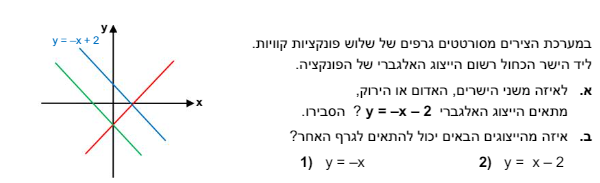 y
y = –x + 2
x
במערכת הצירים מסורטטים גרפים של שלוש פונקציות קוויות.
ליד הישר הכחול רשום הייצוג האלגברי של הפונקציה.
א. לאיזה משני הישרים, האדום או הירוק,
מתאים הייצוג האלגברי y = –x – 2 ? הסבירו.
ב. איזה מהייצוגים הבאים יכול להתאים לגרף האחר?
1) y = –x 2) y = x – 2